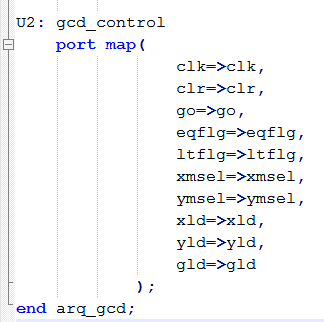 U2: gcd_control
port map(
clk=>clk,
clr=>clr,
go=>go,
eqflg=>eqflg,
ltflg=>ltflg,
xmsel=>xmsel,
ymsel=>ymsel,
xld=>xld,
yld=>yld,
gld=>gld
);
end arq_gcd;